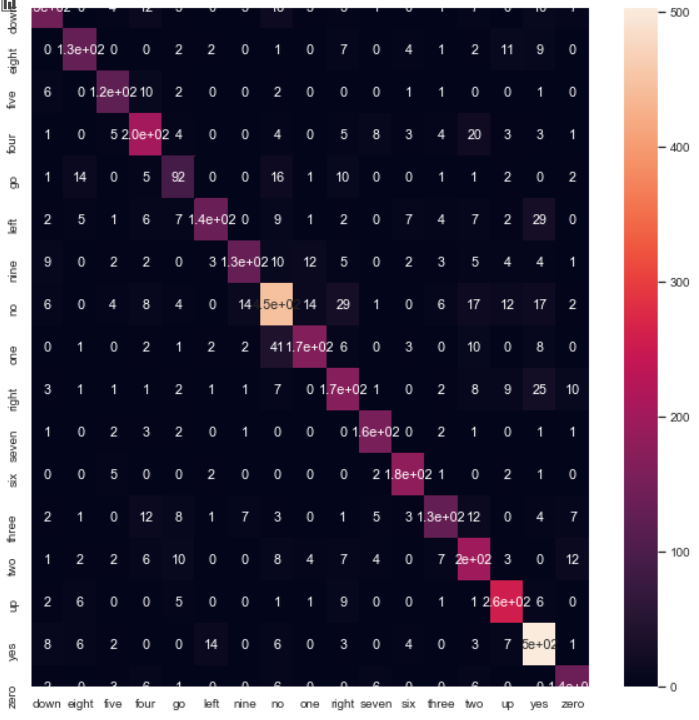 500
eight 0 1.3e+02 0 0 2 2 0 1 0 7 0 4 1 2 11 9 0
five 6 0 1.2e+02 10 2 0 0 2 0 0 0 1 1 0 0 1 0
four 1 0 5 2.0e+02 4 0 0 4 0 5 8 3 4 20 3 3 1
400
go 1 14 0 5 92 0 0 16 1 10 0 0 1 1 2 0 2
left 2 5 1 6 7 1.4e+02 0 9 1 2 0 7 4 7 2 29 0
nine 9 0 2 2 0 3 1.3e+02 10 12 5 0 2 3 5 4 4 1
300
no 6 0 4 8 4 0 14 4.5e+02 14 29 1 0 6 17 12 17 2
one 0 1 0 2 1 2 2 41 1.7e+02 6 0 3 0 10 0 8 0
right 3 1 1 1 2 1 1 7 0 1.7e+02 1 0 2 8 9 25 10
200
seven 1 0 2 3 2 0 1 0 0 0 1.6e+02 0 2 1 0 1 1
six 0 0 5 0 0 2 0 0 0 0 2 1.8e+02 1 0 2 1 0
three 2 1 0 12 8 1 7 3 0 1 5 3 1.3e+02 12 0 4 7
100
two 1 2 2 6 10 0 0 8 4 7 4 0 7 2e+02 3 0 12
up 2 6 0 0 5 0 0 1 1 9 0 0 1 1 2.6e+02 6 0
yes 8 6 2 0 0 14 0 6 0 3 0 4 0 3 7 5e+02 1
zero
0
down eight five four go left nine no one right seven six three two up yes zero